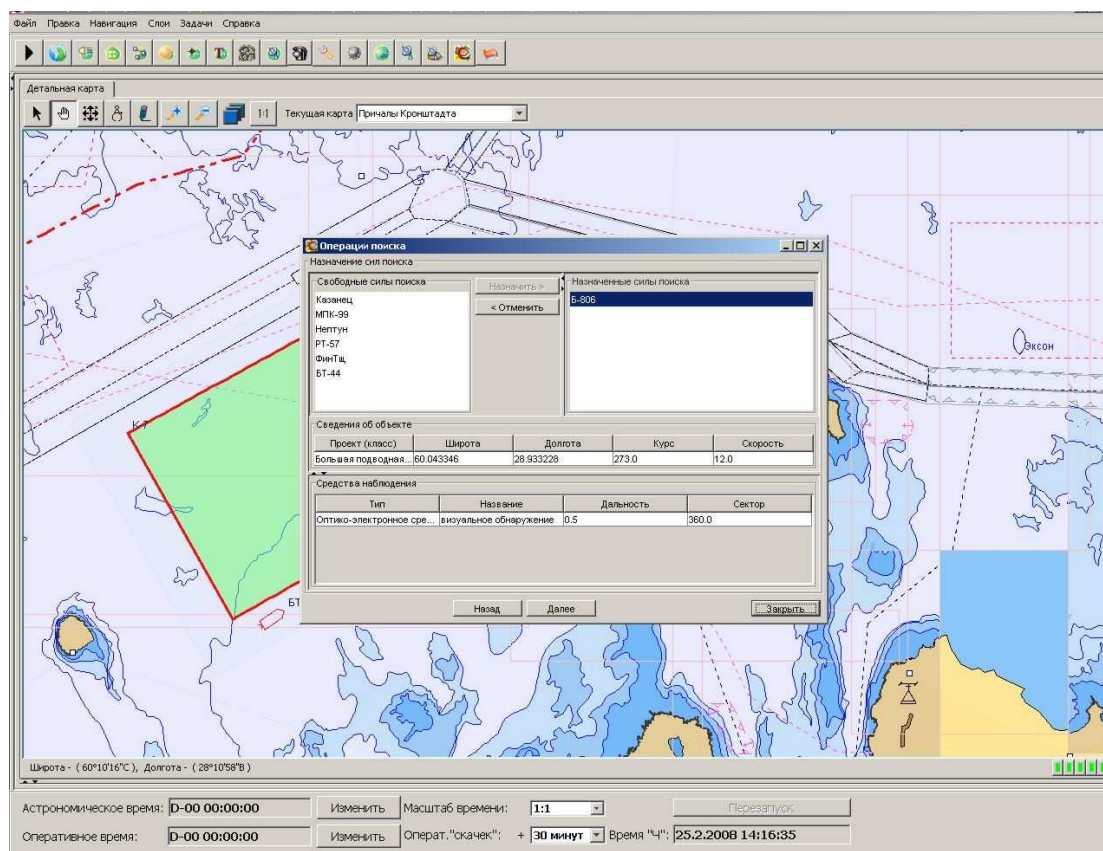 Файл Правка Навигация Слои Задачи Справка
Детальная карта
1:1 Текущая карта Причалы Кронштадта
Операции поиска
Назначение сил поиска
Свободные силы поиска
Назначить >
Назначенные силы поиска
Казанец
МПК-99
Нептун
РТ-57
ФинТщ
БТ-44
< Отменить
Б-806
Эксон
К-7
Сведения об объекте
Проект (класс) Широта Долгота Курс Скорость
Большая подводная... 60.043346 28.933228 273.0 12.0
Средства наблюдения
Тип Название Дальность Сектор
Оптико-электронное сре... визуальное обнаружение 0.5 360.0
БТ
Назад Далее Закрыть
Широта - ( 60°10'16"С ), Долгота - ( 28°10'58"В )
Астрономическое время: D-00 00:00:00 Изменить Масштаб времени: 1:1 Перезапуск
Оперативное время: D-00 00:00:00 Изменить Операт."скачек": + 30 минут Время "Ч": 25.2.2008 14:16:35